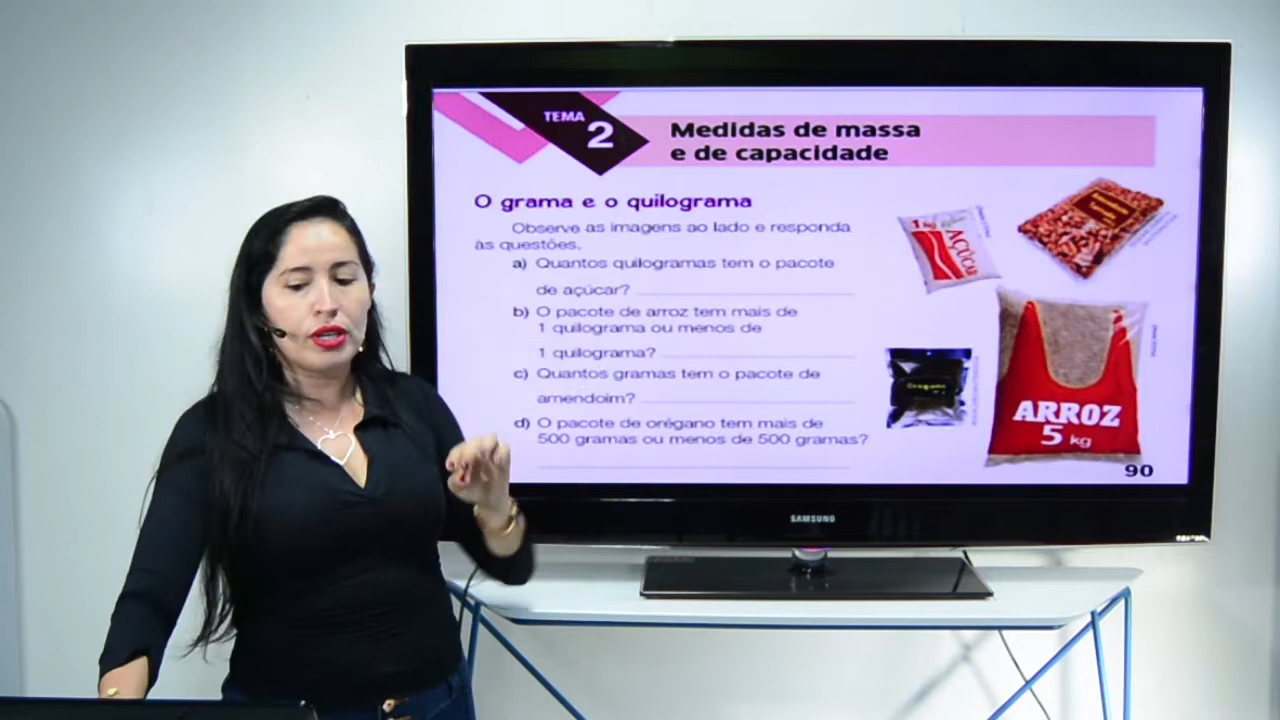 TEMA
2
Medidas de massa
e de capacidade
O grama e o quilograma
Observe as imagens ao lado e responda
às questões.
a) Quantos quilogramas tem o pacote
de açúcar?
b) O pacote de arroz tem mais de
1 quilograma ou menos de
1 quilograma?
c) Quantos gramas tem o pacote de
amendoim?
d) O pacote de orégano tem mais de
500 gramas ou menos de 500 gramas?
1 kg
AÇÚCAR
Orégano
ARROZ
5 kg
90
SAMSUNG